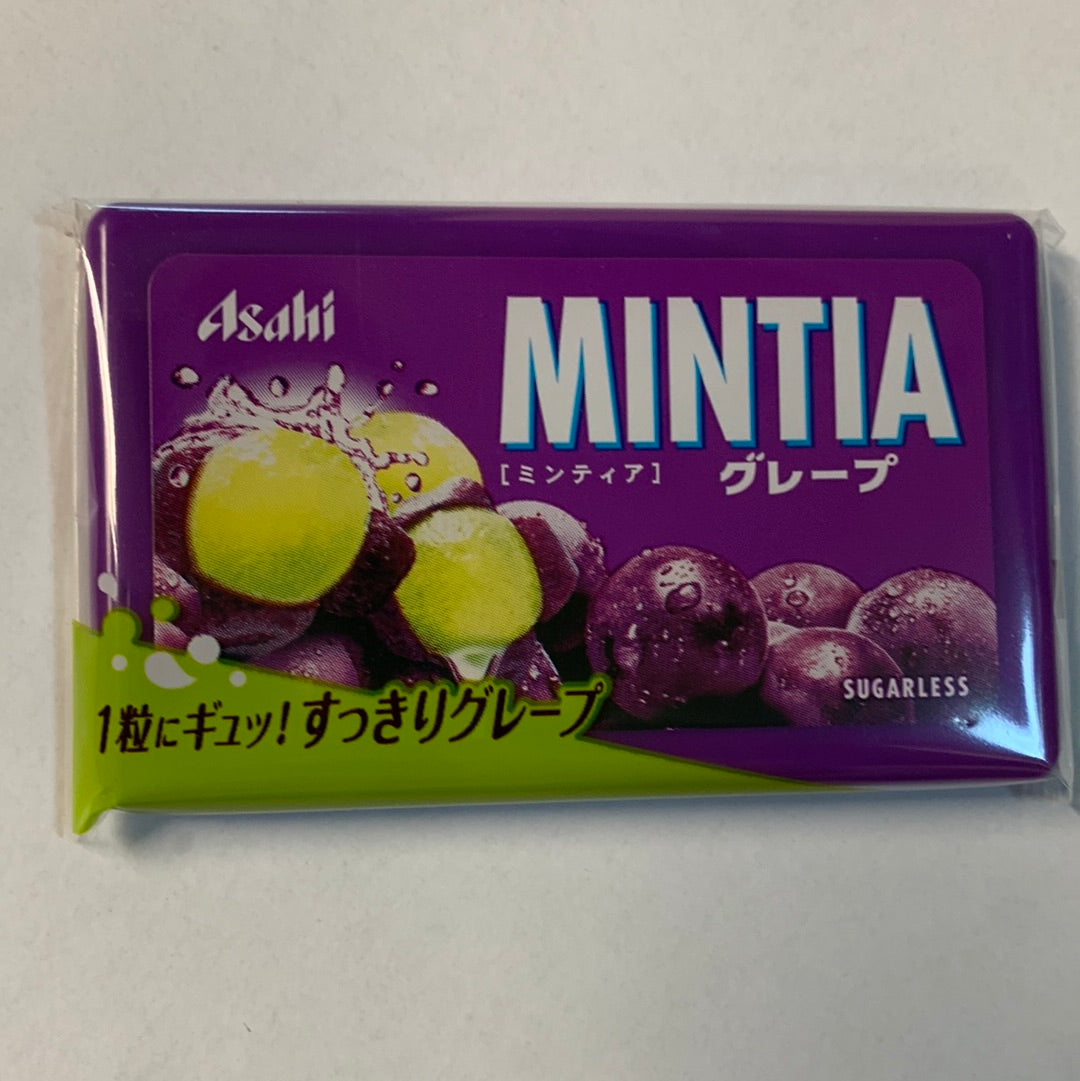 Asahi
MINTIA
[ミンティア]
グレープ
SUGARLESS
1粒にギュッ!すっきりグレープ